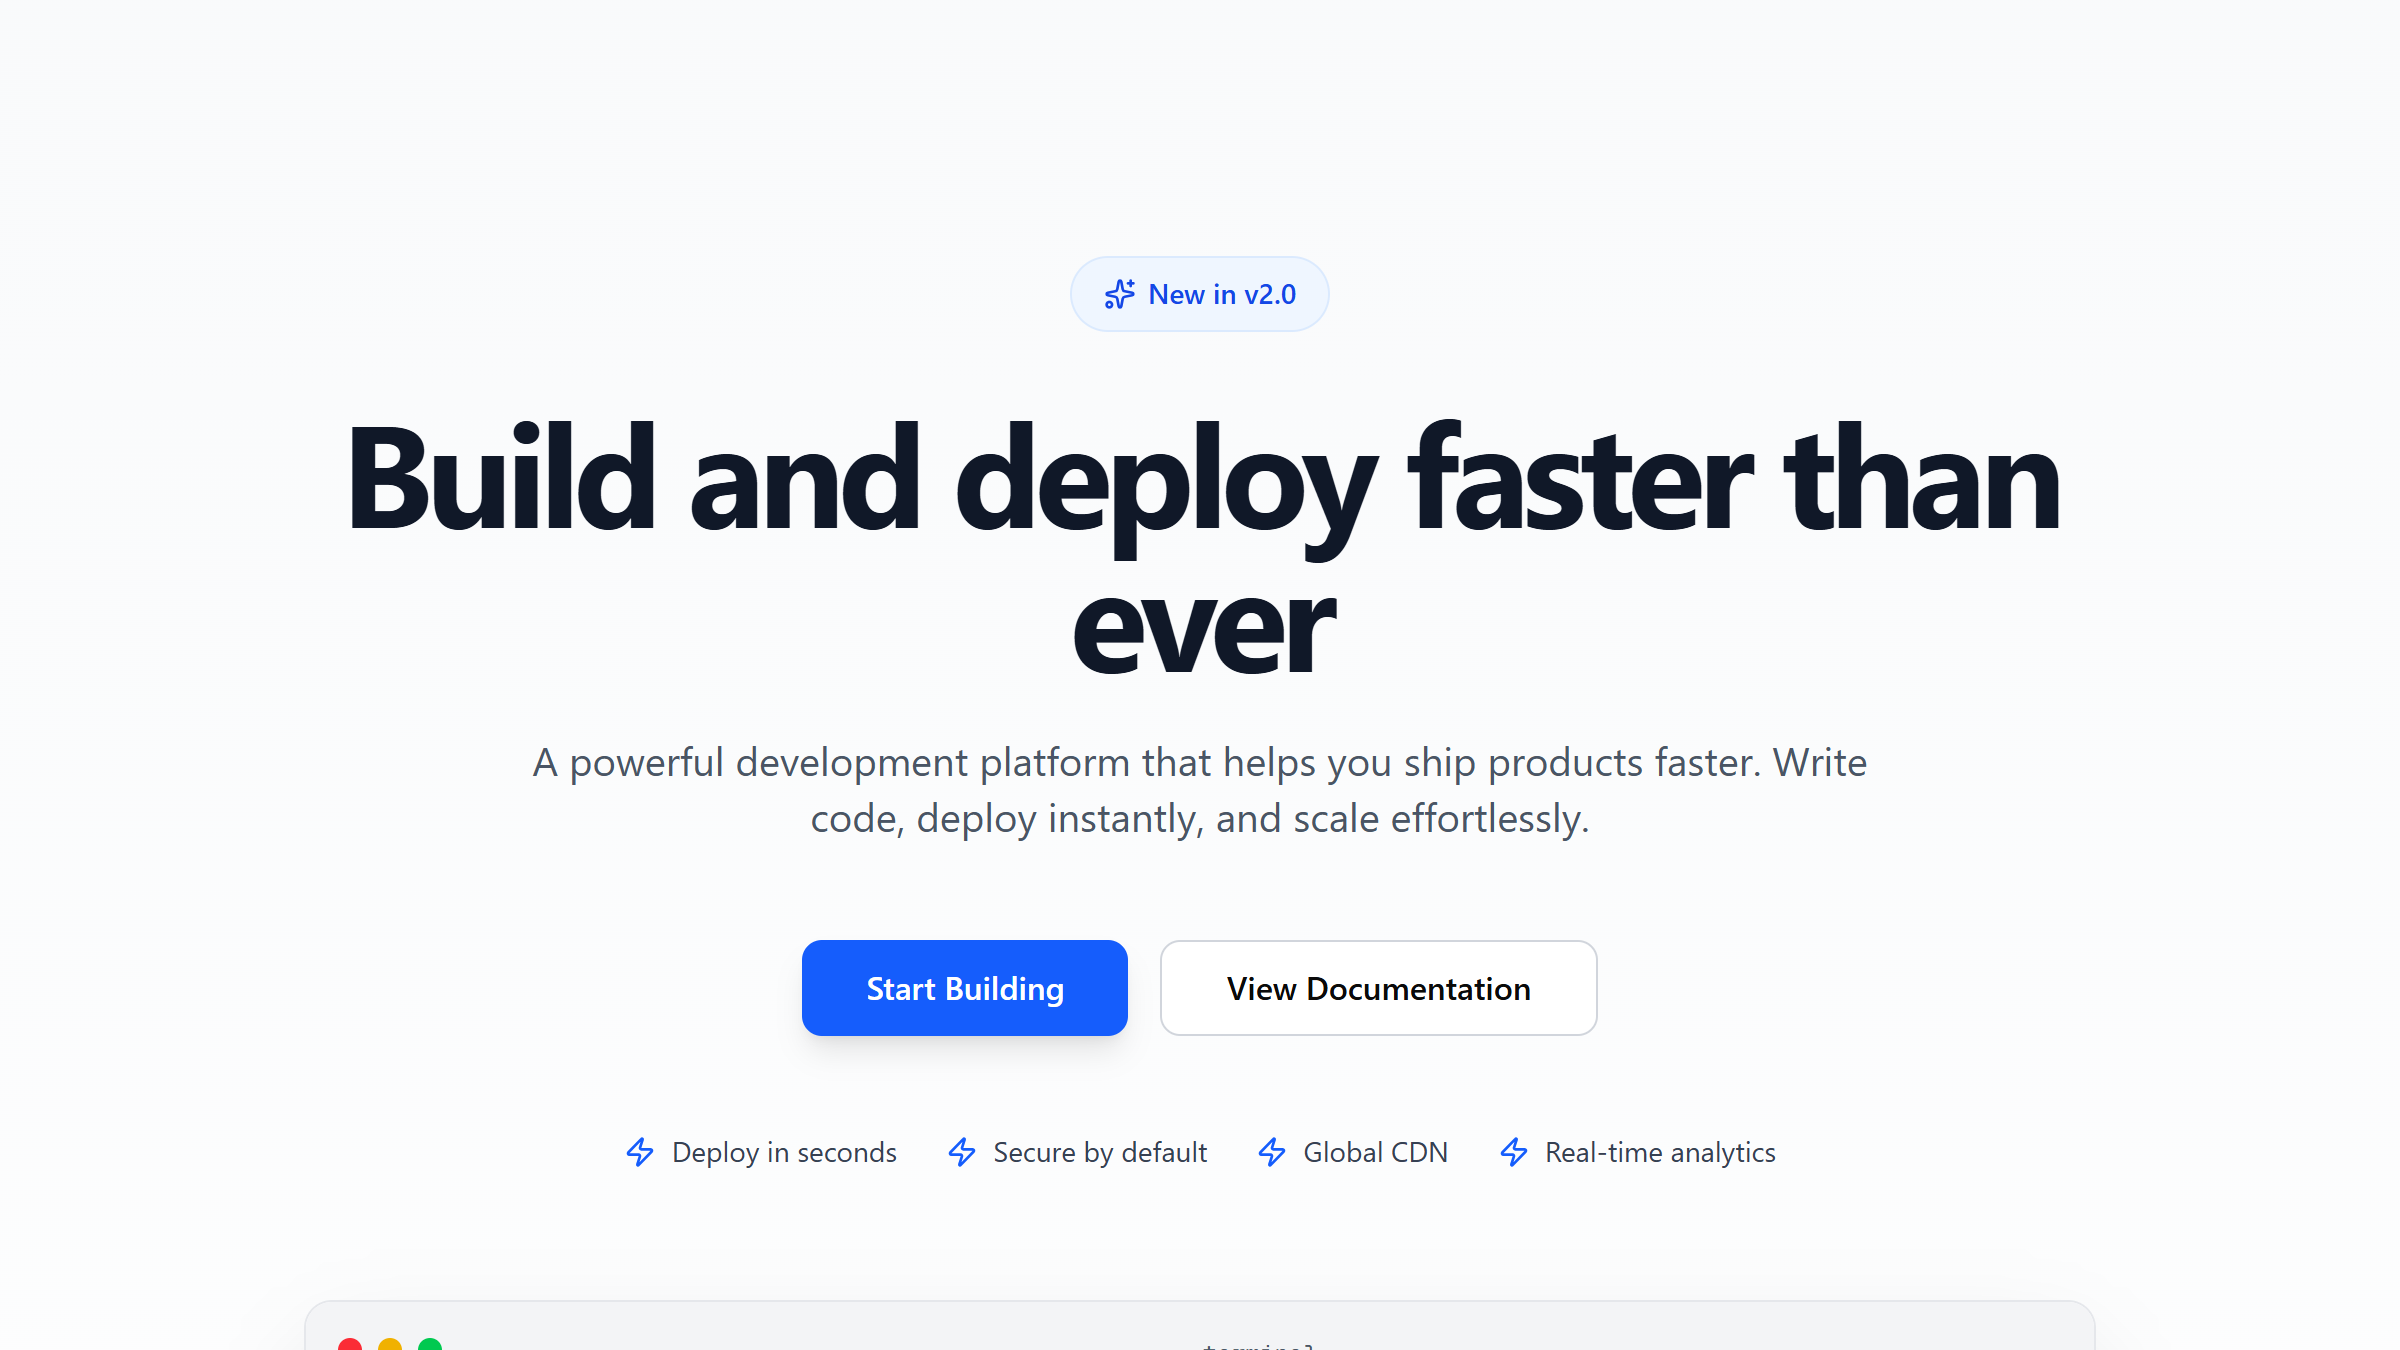 New in v2.0
Build and deploy faster than
ever
A powerful development platform that helps you ship products faster. Write
code, deploy instantly, and scale effortlessly.
Start Building
View Documentation
Deploy in seconds
Secure by default
Global CDN
Real-time analytics